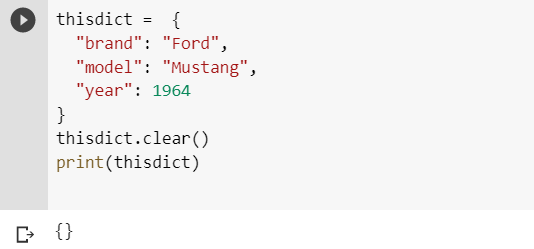 thisdict =  {
  "brand": "Ford",
  "model": "Mustang",
  "year": 1964
}
thisdict.clear()
print(thisdict)
{}